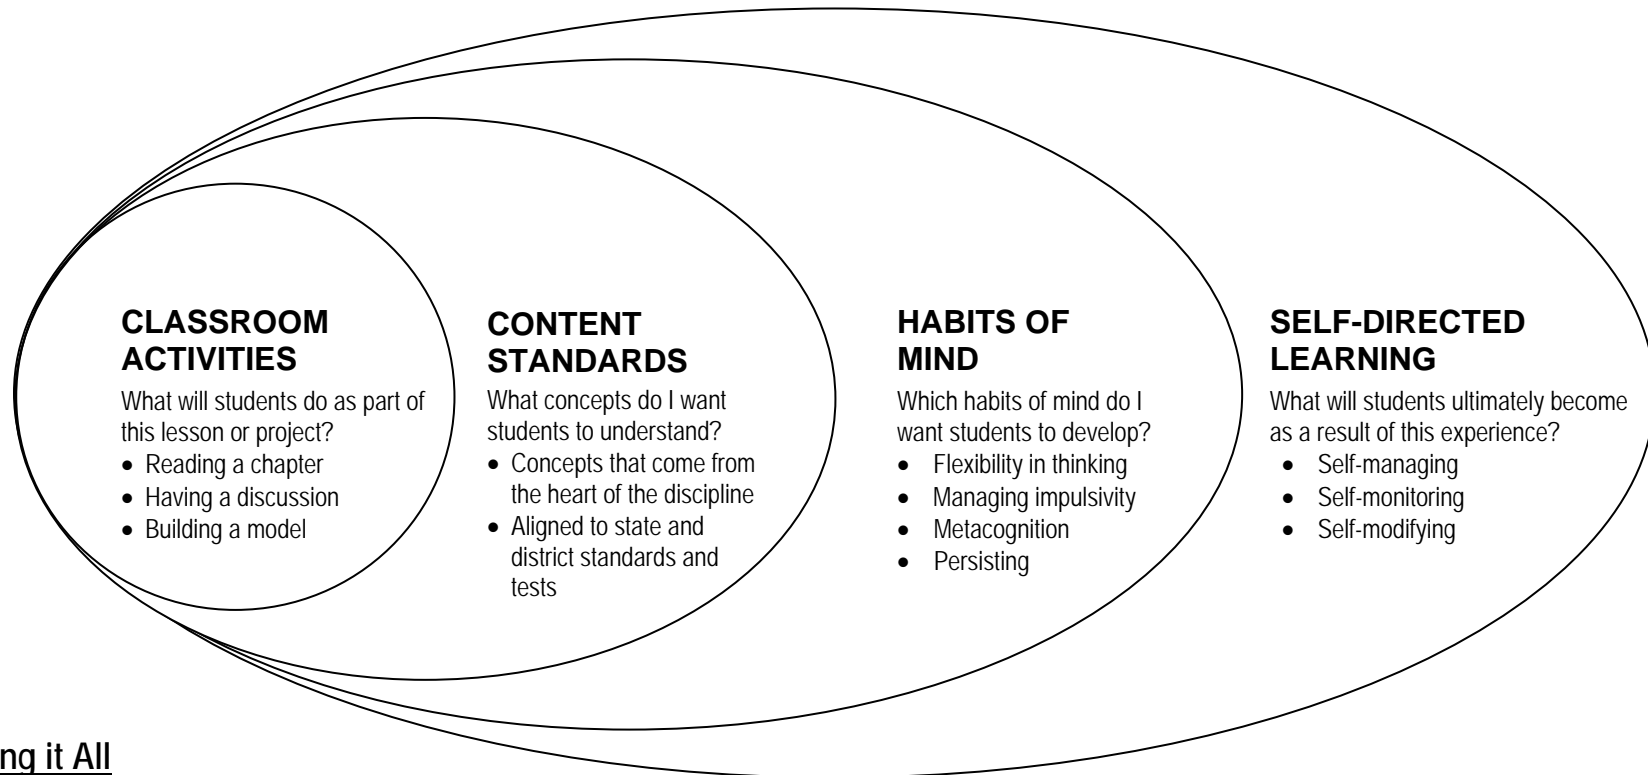 CLASSROOM
ACTIVITIES
What will students do as part of
this lesson or project?
• Reading a chapter
• Having a discussion
• Building a model
CONTENT
STANDARDS
What concepts do I want
students to understand?
• Concepts that come from
the heart of the discipline
• Aligned to state and
district standards and
tests
HABITS OF
MIND
Which habits of mind do I
want students to develop?
• Flexibility in thinking
• Managing impulsivity
• Metacognition
• Persisting
SELF-DIRECTED
LEARNING
What will students ultimately become
as a result of this experience?
• Self-managing
• Self-monitoring
• Self-modifying
ng it All